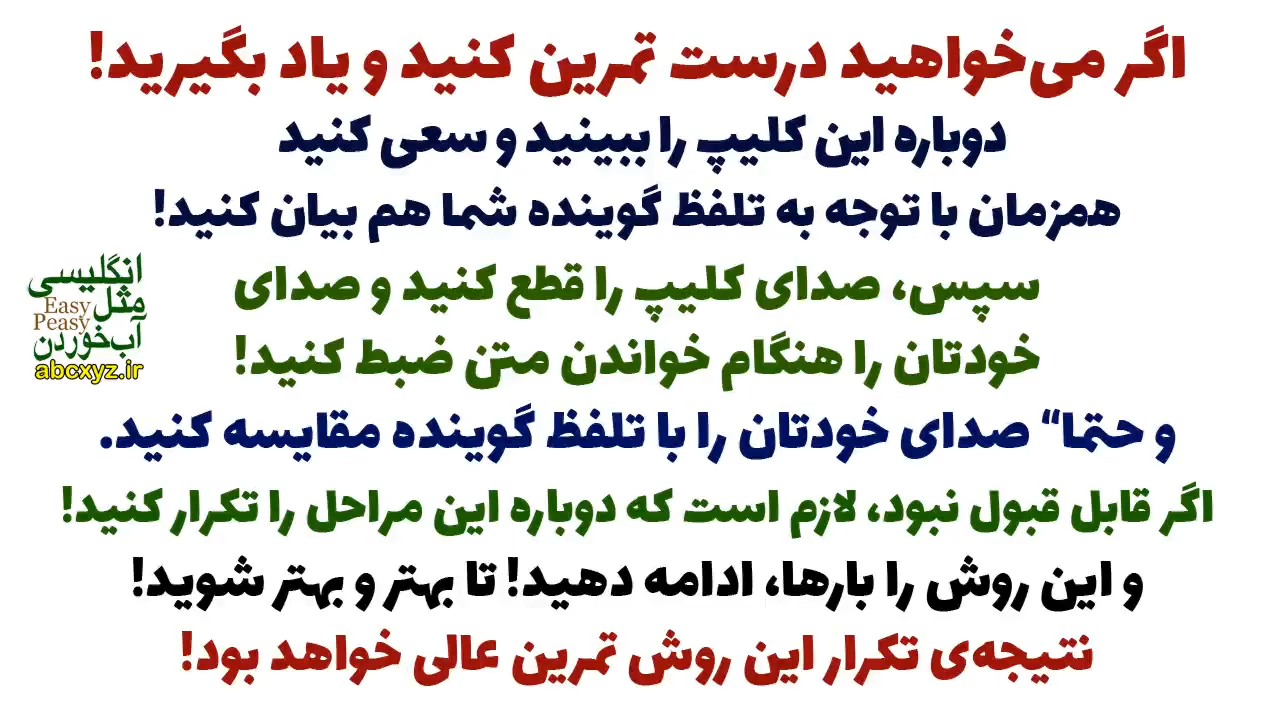 اگر می‌خواهید درست تمرین کنید و یاد بگیرید!
دوباره این کلیپ را ببینید و سعی کنید
همزمان با توجه به تلفظ گوینده شما هم بیان کنید!
سپس، صدای کلیپ را قطع کنید و صدای
خودتان را هنگام خواندن متن ضبط کنید!
و حتما“ صدای خودتان را با تلفظ گوینده مقایسه کنید.
اگر قابل قبول نبود، لازم است که دوباره این مراحل را تکرار کنید!
و این روش را بارها، ادامه دهید! تا بهتر و بهتر شوید!
نتیجه‌ی تکرار این روش تمرین عالی خواهد بود!
انگلیسی
مثل Easy
Peasy
آب‌خوردن
abcxyz.ir